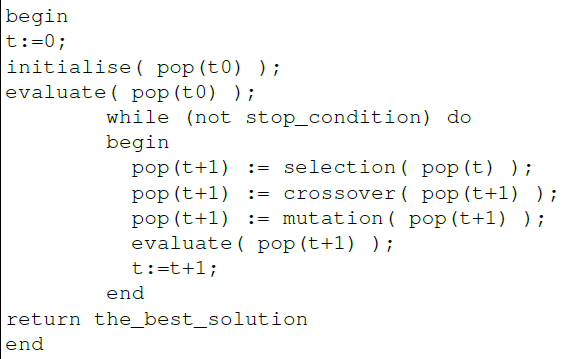 begin
t:=0;
initialise( pop(t0) );
evaluate( pop(t0) );
while (not stop_condition) do
begin
pop(t+1) := selection( pop(t) );
pop(t+1) := crossover( pop(t+1) );
pop(t+1) := mutation( pop(t+1) );
evaluate( pop(t+1) );
t:=t+1;
end
return the_best_solution
end